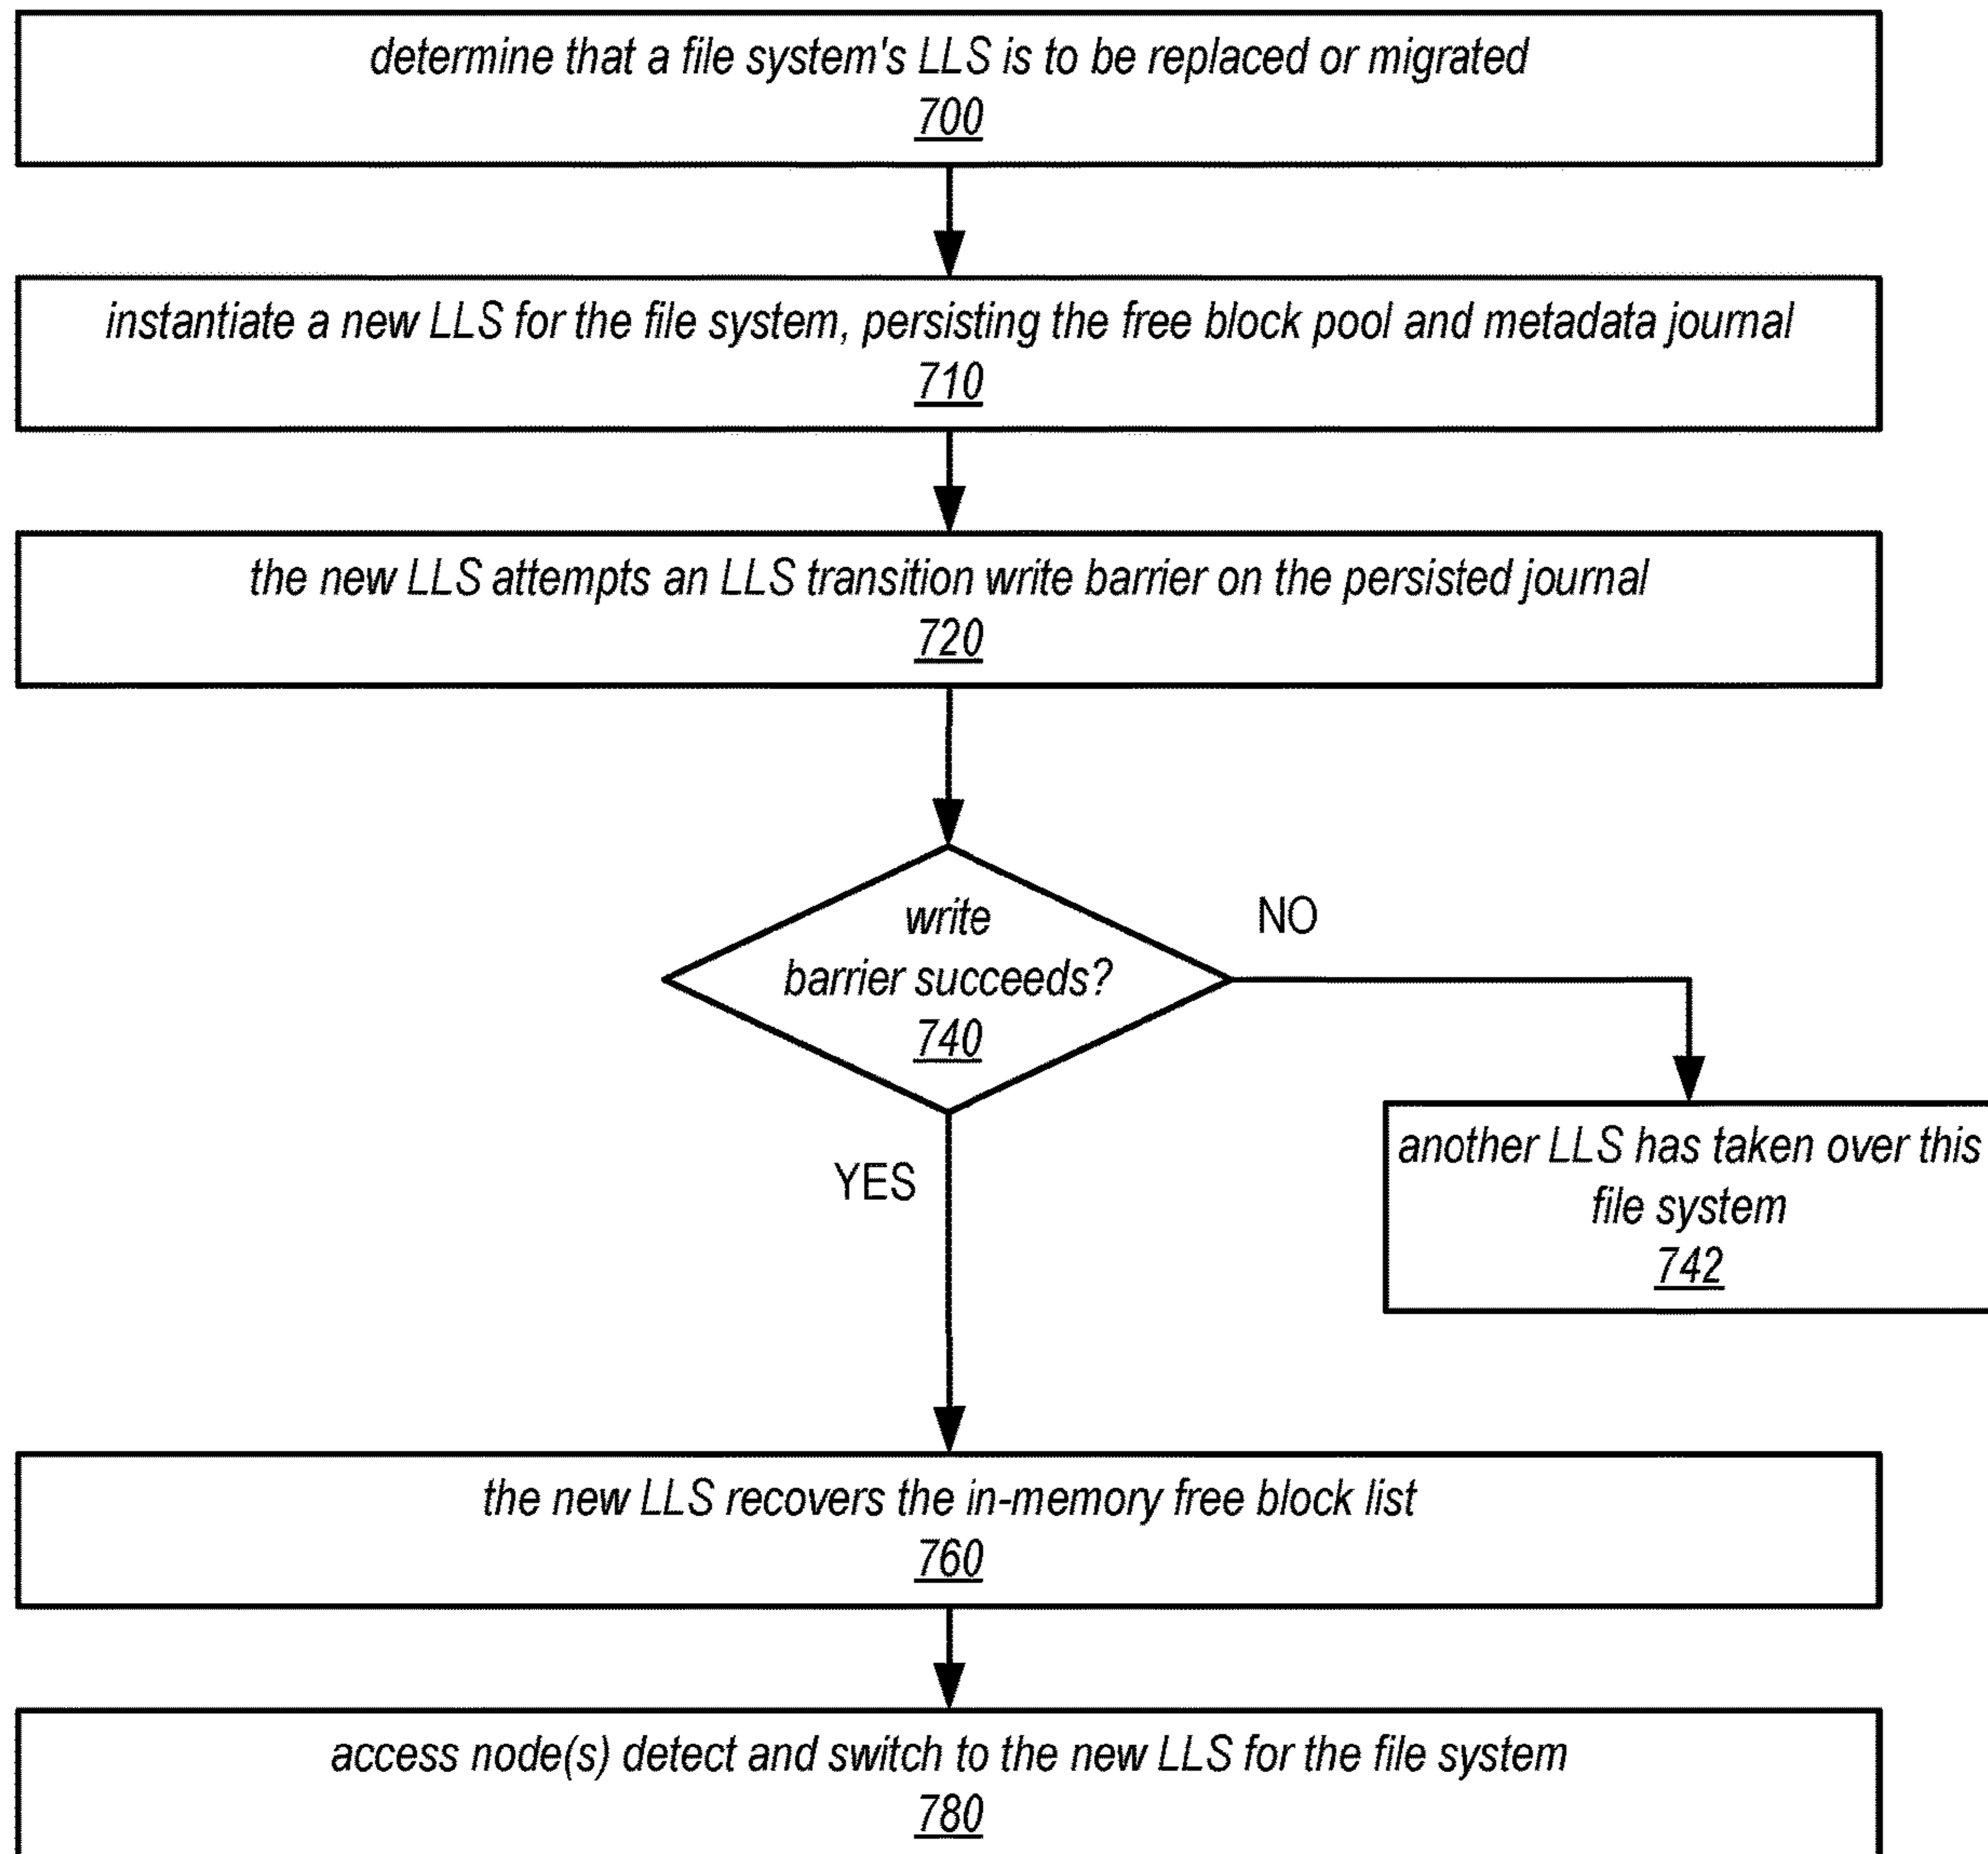 determine that a file system's LLS is to be replaced or migrated
700
instantiate a new LLS for the file system, persisting the free block pool and metadata journal
710
the new LLS attempts an LLS transition write barrier on the persisted journal
720
write
barrier succeeds?
740
NO
YES
another LLS has taken over this
file system
742
the new LLS recovers the in-memory free block list
760
access node(s) detect and switch to the new LLS for the file system
780